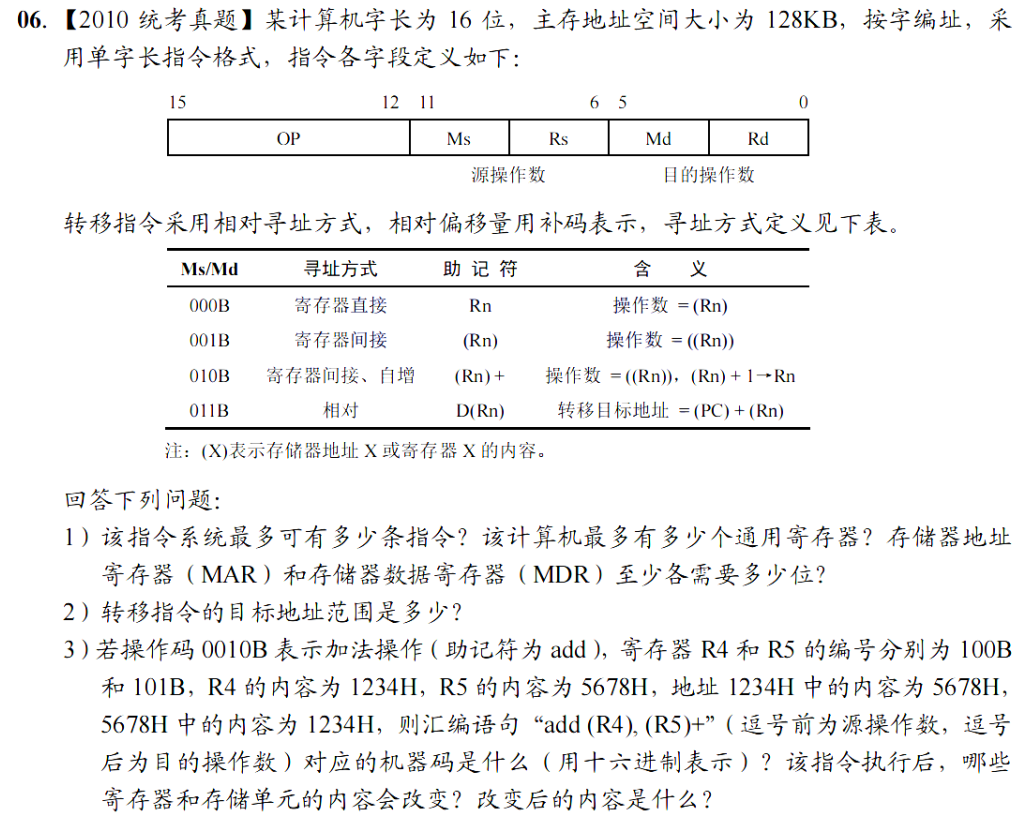 06.【2010 统考真题】某计算机字长为 16 位，主存地址空间大小为 128KB，按字编址，采
用单字长指令格式，指令各字段定义如下：
15 12 11 6 5 0
OP Ms Rs Md Rd
源操作数 目的操作数
转移指令采用相对寻址方式，相对偏移量用补码表示，寻址方式定义见下表。
Ms/Md 寻址方式 助 记 符 含 义
000B 寄存器直接 Rn 操作数 =(Rn)
001B 寄存器间接 (Rn) 操作数 =((Rn))
010B 寄存器间接、自增 (Rn)+ 操作数 =((Rn))，(Rn)+1→Rn
011B 相对 D(Rn) 转移目标地址 =(PC)+(Rn)
注：(X)表示存储器地址 X 或寄存器 X 的内容。
回答下列问题：
1）该指令系统最多可有多少条指令？该计算机最多有多少个通用寄存器？存储器地址
寄存器（MAR）和存储器数据寄存器（MDR）至少各需要多少位？
2）转移指令的目标地址范围是多少？
3）若操作码 0010B 表示加法操作（助记符为 add），寄存器 R4 和 R5 的编号分别为 100B
和 101B，R4 的内容为 1234H，R5 的内容为 5678H，地址 1234H 中的内容为 5678H，
5678H 中的内容为 1234H，则汇编语句“add (R4), (R5)+”（逗号前为源操作数，逗号
后为目的操作数）对应的机器码是什么（用十六进制表示）？该指令执行后，哪些
寄存器和存储单元的内容会改变？改变后的内容是什么？